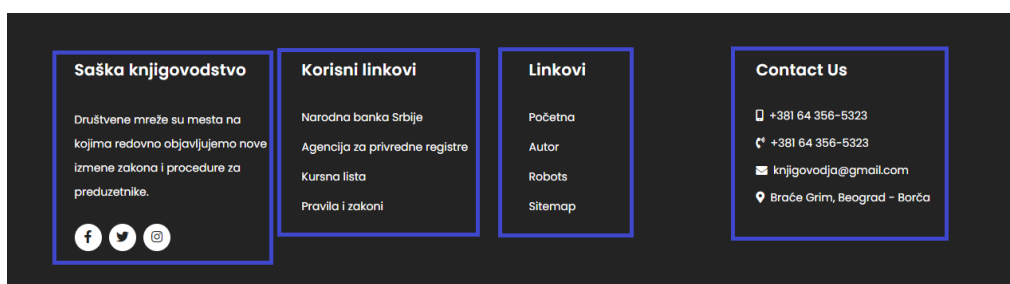 Saška knjigovodstvo
Društvene mreže su mesta na
kojima redovno objavljujemo nove
izmene zakona i procedure za
preduzetnike.
Korisni linkovi
Narodna banka Srbije
Agencija za privredne registre
Kursna lista
Pravila i zakoni
Linkovi
Početna
Autor
Robots
Sitemap
Contact Us
+381 64 356-5323
+381 64 356-5323
knjigovodja@gmail.com
Braće Grim, Beograd - Borča